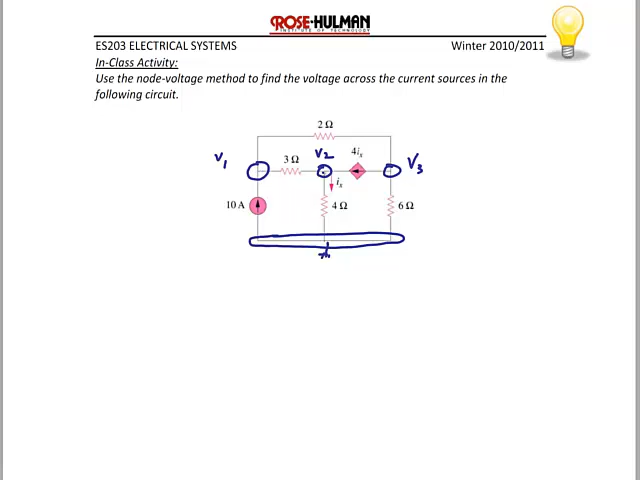 ROSE-HULMAN
INSTITUTE OF TECHNOLOGY
ES203 ELECTRICAL SYSTEMS Winter 2010/2011
In-Class Activity:
Use the node-voltage method to find the voltage across the current sources in the
following circuit.
2 Ω
V1 3 Ω V2 4ix V3
ix
10 A 4 Ω 6 Ω